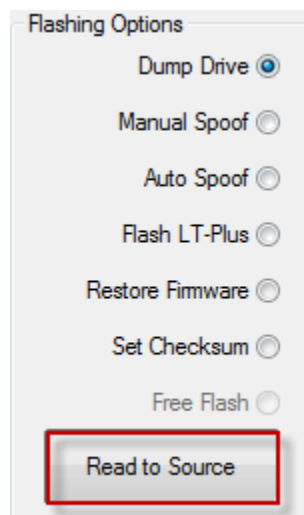 Flashing Options
Dump Drive
Manual Spoof
Auto Spoof
Flash LT-Plus
Restore Firmware
Set Checksum
Free Flash
Read to Source